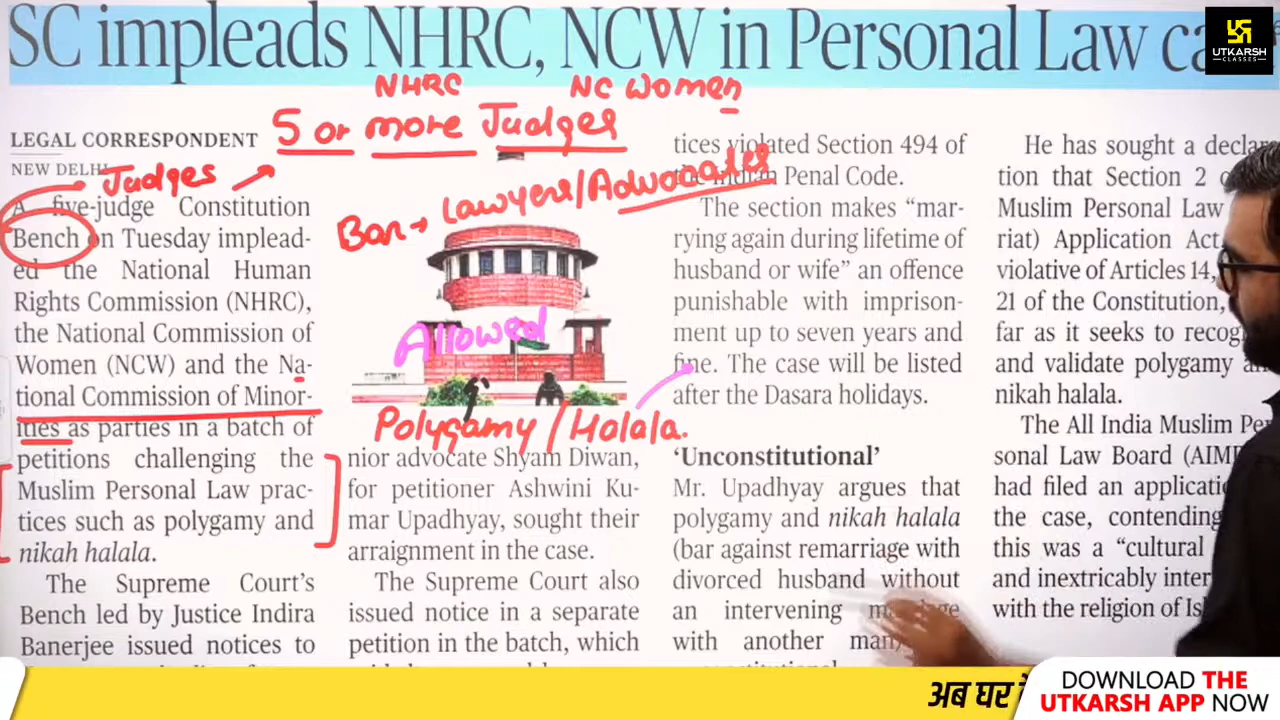 SC impleads NHRC, NCW in Personal Law
UTKARSH
CLASSES
NHRC NC Women
5 or more Judges
LEGAL CORRESPONDENT
NEW DELHI
Judges
A five-judge Constitution
Bench on Tuesday implead-
ed the National Human
Rights Commission (NHRC),
the National Commission of
Women (NCW) and the Na-
tional Commission of Minor-
ities as parties in a batch of
petitions challenging the
Muslim Personal Law prac-
tices such as polygamy and
nikah halala.
The Supreme Court's
Bench led by Justice Indira
Banerjee issued notices to
Bar → Lawyers/Advocates
Allowed
Polygamy / Halala.
nior advocate Shyam Diwan,
for petitioner Ashwini Ku-
mar Upadhyay, sought their
arraignment in the case.
The Supreme Court also
issued notice in a separate
petition in the batch, which
tices violated Section 494 of
the Indian Penal Code.
The section makes “mar-
rying again during lifetime of
husband or wife” an offence
punishable with imprison-
ment up to seven years and
fine. The case will be listed
after the Dasara holidays.
‘Unconstitutional’
Mr. Upadhyay argues that
polygamy and nikah halala
(bar against remarriage with
divorced husband without
an intervening marriage
with another man)
He has sought a
tion that Section 2
Muslim Personal Law
Application Act
violative of Articles 14,
21 of the Constitution,
far as it seeks to
and validate polygamy
nikah halala.
The All India Muslim
sonal Law Board
had filed an
the case, contending
this was a “cultural
and inextricably
with the religion of
अब घर
DOWNLOAD THE
UTKARSH APP NOW